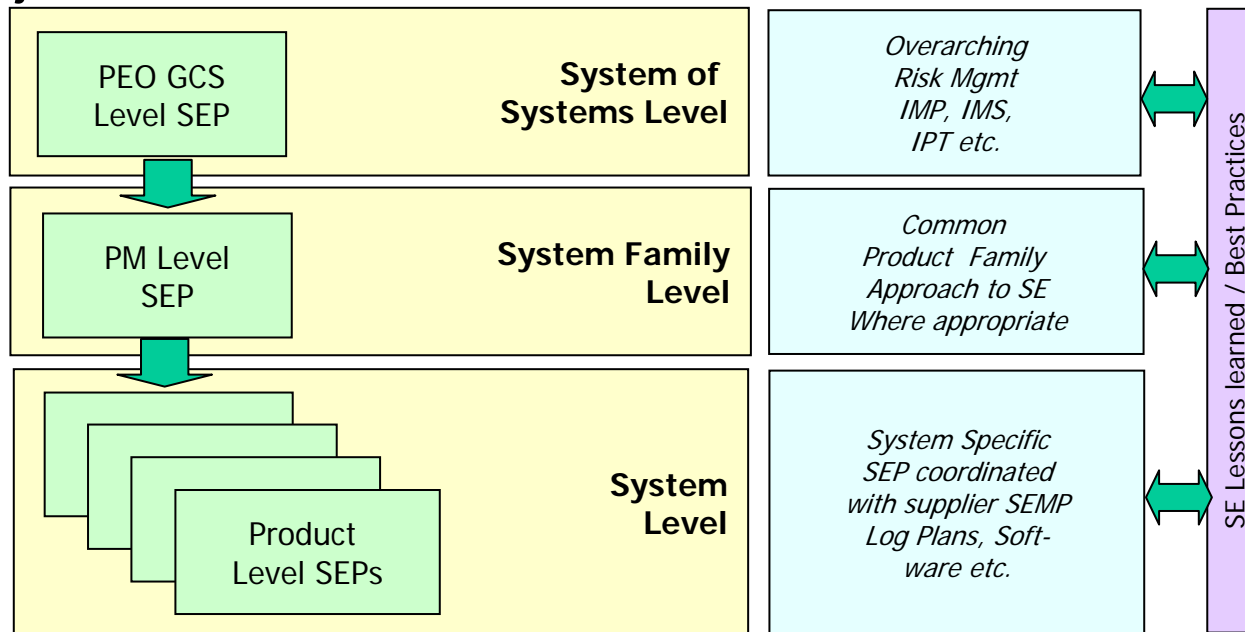 PEO GCS
Level SEP
System of
Systems Level
Overarching
Risk Mgmt
IMP, IMS,
IPT etc.
PM Level
SEP
System Family
Level
Common
Product Family
Approach to SE
Where appropriate
Product
Level SEPs
System
Level
System Specific
SEP coordinated
with supplier SEMP
Log Plans, Soft-
ware etc.
SE Lessons learned / Best Practices